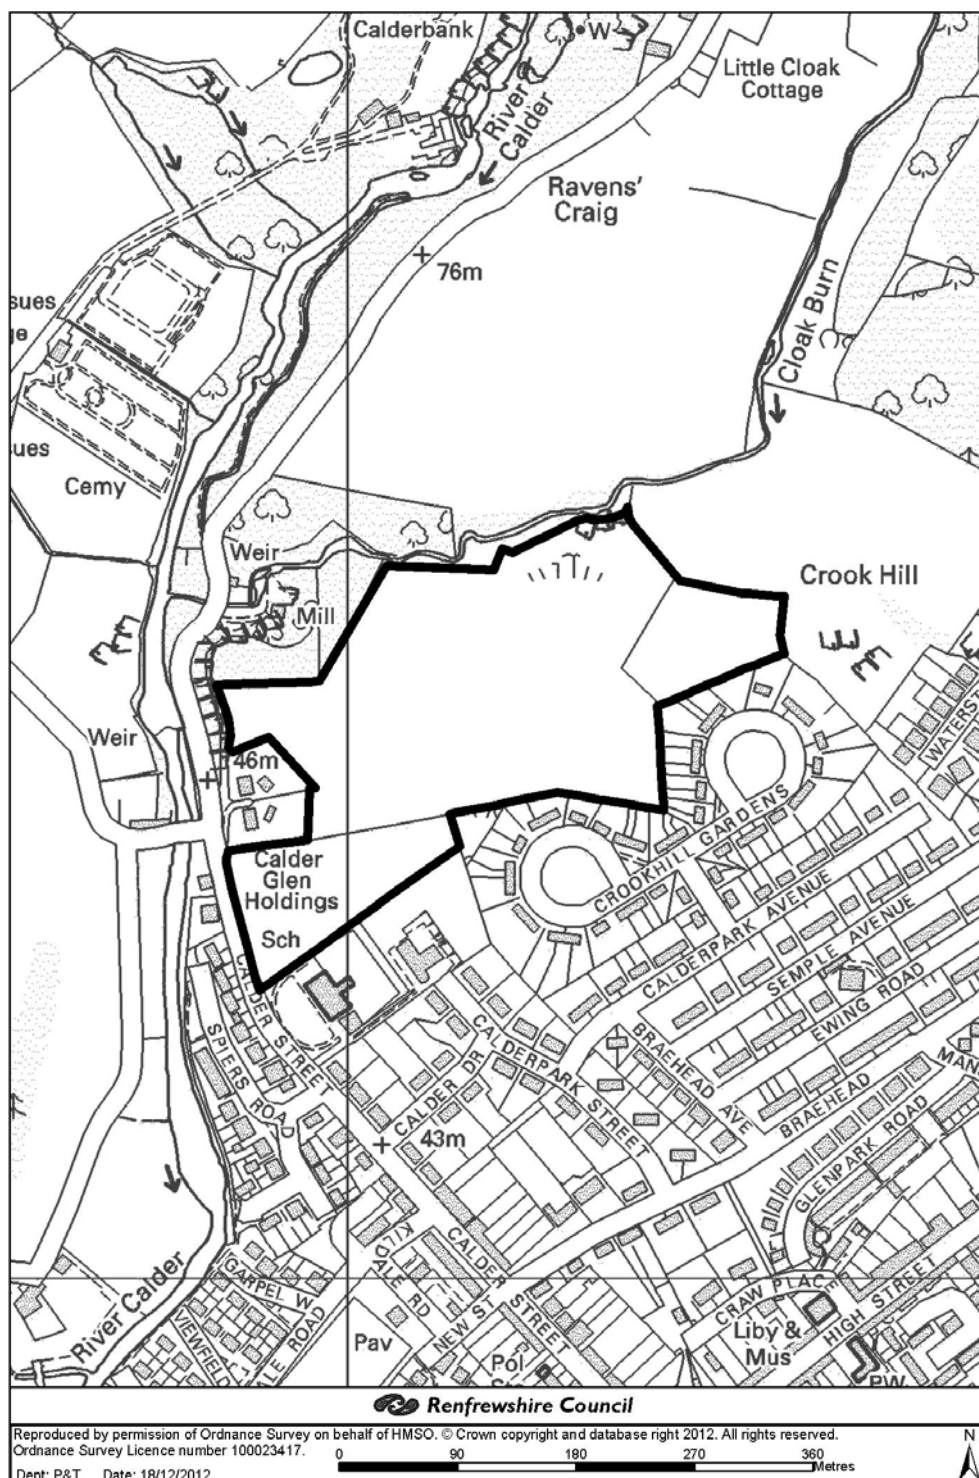 Calderbank
W
Little Cloak
Cottage
River
Calder
Ravens'
Craig
76m
Cloak Burn
sues
ge
ues
Cemy
Weir
Mill
Crook Hill
WATERST
Weir
46m
CROOKHILL GARDENS
Calder
Glen
Holdings
Sch
CALDERPARK AVENUE
SEMPLE AVENUE
EWING ROAD
CALDER STREET
SPIERS ROAD
CALDER DR
CALDERPARK STREET
BRAEHEAD AVE
BRAEHEAD
MAN
GLENPARK ROAD
43m
KILDALE RD
CALDER STREET
NEW ST
River Calder
GARPEL W
VIEWFIELD
ALE ROAD
Pav
Pol
CRAW PLACE
Liby &
Mus
HIGH STREET
PW
Renfrewshire Council
Reproduced by permission of Ordnance Survey on behalf of HMSO. © Crown copyright and database right 2012. All rights reserved.
Ordnance Survey Licence number 100023417.
N
0 90 180 270 360
Metres
Dept: P&T Date: 18/12/2012